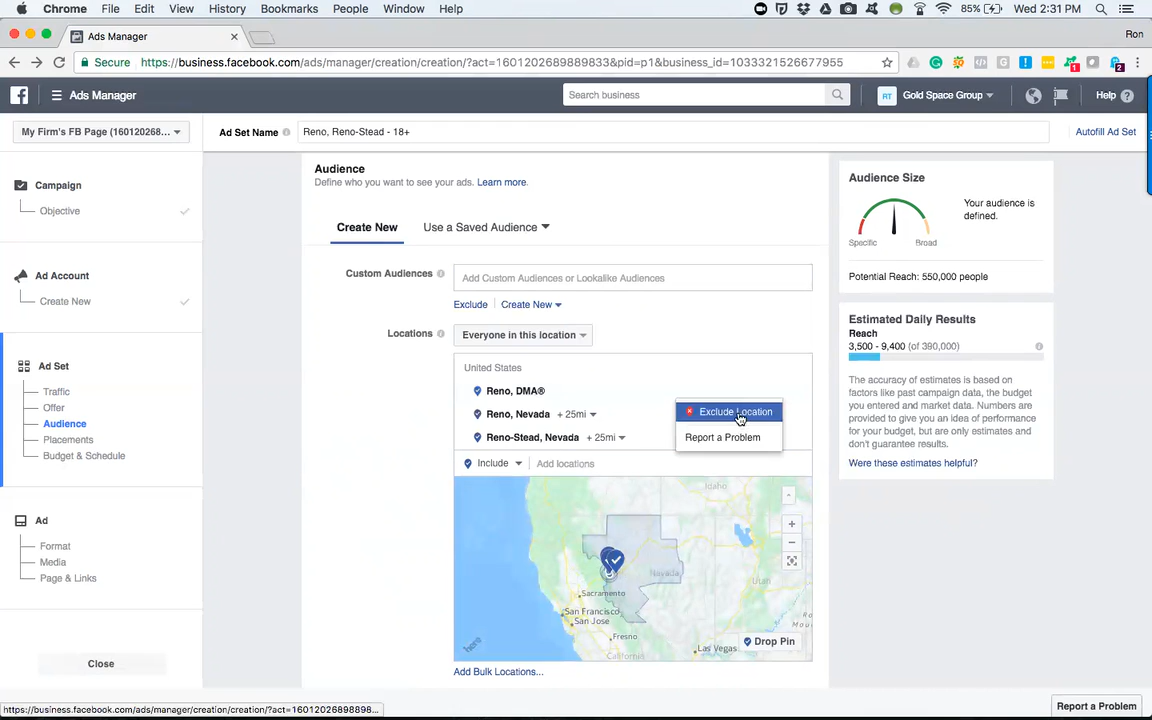 Chrome File Edit View History Bookmarks People Window Help 85% Wed 2:31 PM
Ads Manager
Ron
Secure https://business.facebook.com/ads/manager/creation/creation/?act=1601202689889833&pid=p1&business_id=1033321526677955
Ads Manager
Search business
RT Gold Space Group
Help
My Firm's FB Page (160120268...
Ad Set Name
Reno, Reno-Stead - 18+
Autofill Ad Set
Campaign
Objective
Ad Account
Create New
Ad Set
Traffic
Offer
Audience
Placements
Budget & Schedule
Ad
Format
Media
Page & Links
Close
Audience
Define who you want to see your ads. Learn more.
Create New
Use a Saved Audience
Custom Audiences
Add Custom Audiences or Lookalike Audiences
Exclude
Create New
Locations
Everyone in this location
United States
Reno, DMA®
Reno, Nevada + 25mi
Reno-Stead, Nevada + 25mi
Exclude Location
Report a Problem
Include
Add locations
Idaho
Nevada
Utah
Sacramento
San Francisco
San Jose
Fresno
California
Las Vegas
here
Drop Pin
Add Bulk Locations...
Audience Size
Specific
Broad
Your audience is
defined.
Potential Reach: 550,000 people
Estimated Daily Results
Reach
3,500 - 9,400 (of 390,000)
The accuracy of estimates is based on
factors like past campaign data, the budget
you entered and market data. Numbers are
provided to give you an idea of performance
for your budget, but are only estimates and
don't guarantee results.
Were these estimates helpful?
https://business.facebook.com/ads/manager/creation/creation/?act=16012026898898...
Report a Problem